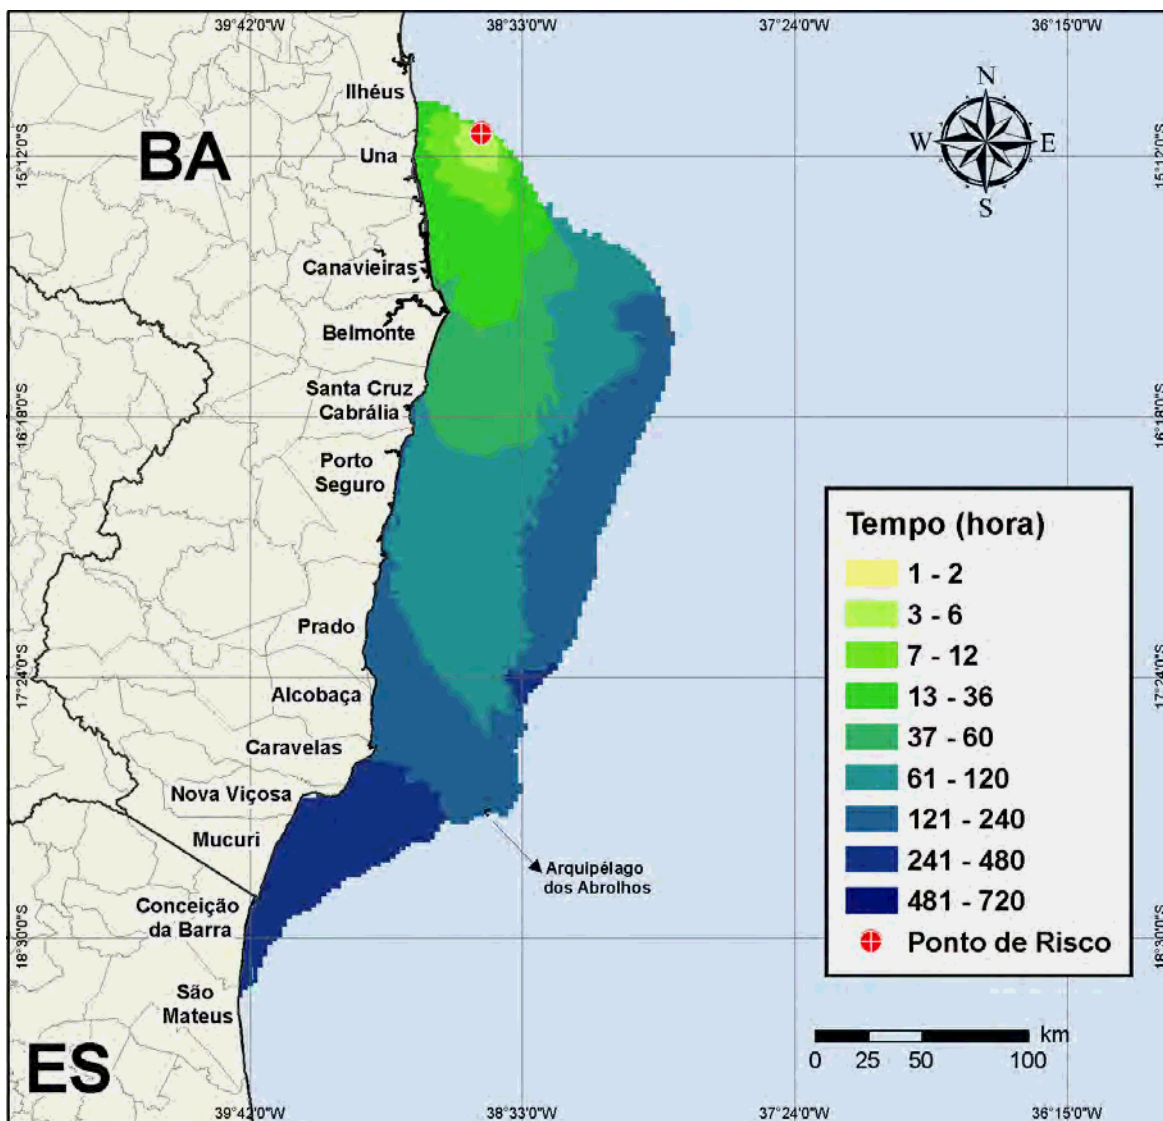 39°42'0"W
38°33'0"W
37°24'0"W
36°15'0"W
Ilhéus
BA
Una
15°12'0"S
15°12'0"S
N
W
E
S
Canavieiras
Belmonte
Santa Cruz
Cabrália
16°18'0"S
16°18'0"S
Porto
Seguro
Prado
17°24'0"S
17°24'0"S
Alcobaça
Caravelas
Nova Viçosa
Mucuri
Arquipélago
dos Abrolhos
Conceição
da Barra
18°30'0"S
18°30'0"S
São
Mateus
ES
Tempo (hora)
1 - 2
3 - 6
7 - 12
13 - 36
37 - 60
61 - 120
121 - 240
241 - 480
481 - 720
Ponto de Risco
km
0 25 50 100
39°42'0"W
38°33'0"W
37°24'0"W
36°15'0"W